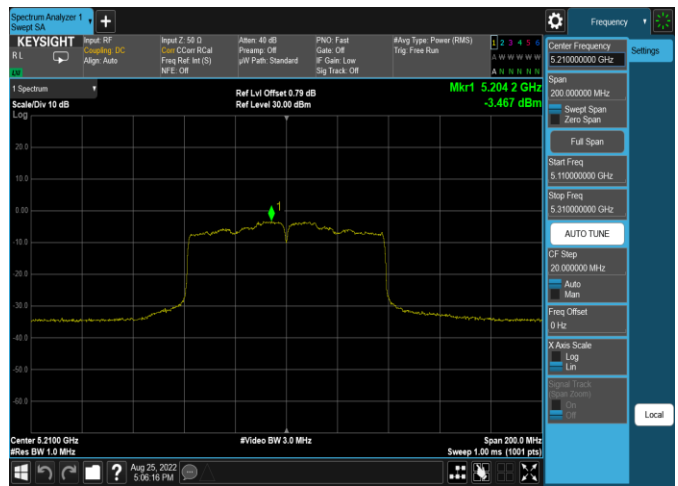 Spectrum Analyzer 1
Swept SA
+
Frequency
KEYSIGHT
R L
Input: RF
Coupling: DC
Align: Auto
Input Z: 50 Ω
Corr CCorr RCal
Freq Ref: Int (S)
NFE: Off
Atten: 40 dB
Preamp: Off
µW Path: Standard
PNO: Fast
Gate: Off
IF Gain: Low
Sig Track: Off
#Avg Type: Power (RMS)
Trig: Free Run
1 2 3 4 5 6
A W W W W W
A N N N N N
1 Spectrum
Scale/Div 10 dB
Log
Ref Lvl Offset 0.79 dB
Ref Level 30.00 dBm
Mkr1 5.204 2 GHz
-3.467 dBm
20.0
10.0
0.00
-10.0
-20.0
-30.0
-40.0
-50.0
-60.0
1
Center 5.2100 GHz
#Res BW 1.0 MHz
#Video BW 3.0 MHz
Span 200.0 MHz
Sweep 1.00 ms (1001 pts)
Aug 25, 2022
5:06:16 PM
?
Center Frequency
5.210000000 GHz
Span
200.000000 MHz
Swept Span
Zero Span
Full Span
Start Freq
5.110000000 GHz
Stop Freq
5.310000000 GHz
AUTO TUNE
CF Step
20.000000 MHz
Auto
Man
Freq Offset
0 Hz
X Axis Scale
Log
Lin
Signal Track
(Span Zoom)
On
Off
Settings
Local